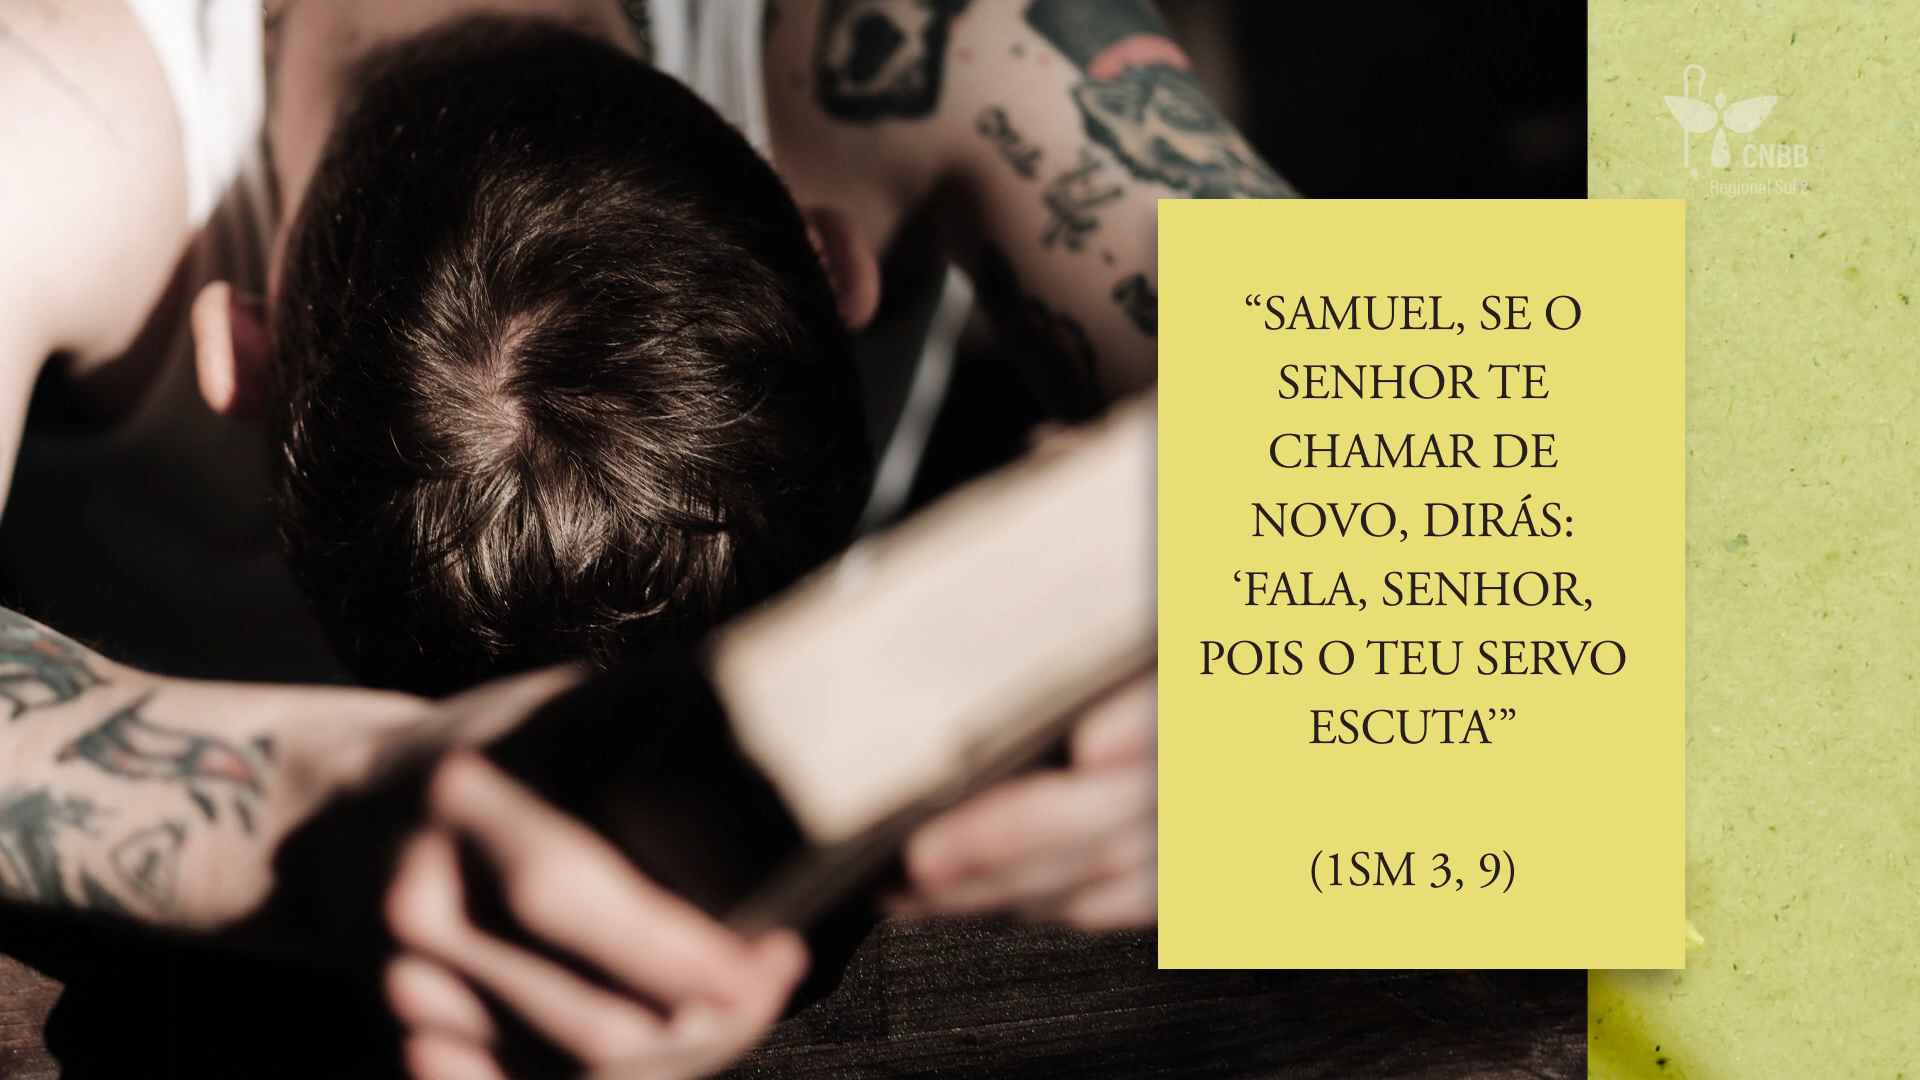 CNBB
Regional Sul 2
“SAMUEL, SE O
SENHOR TE
CHAMAR DE
NOVO, DIRÁS:
‘FALA, SENHOR,
POIS O TEU SERVO
ESCUTA’”
(1SM 3, 9)